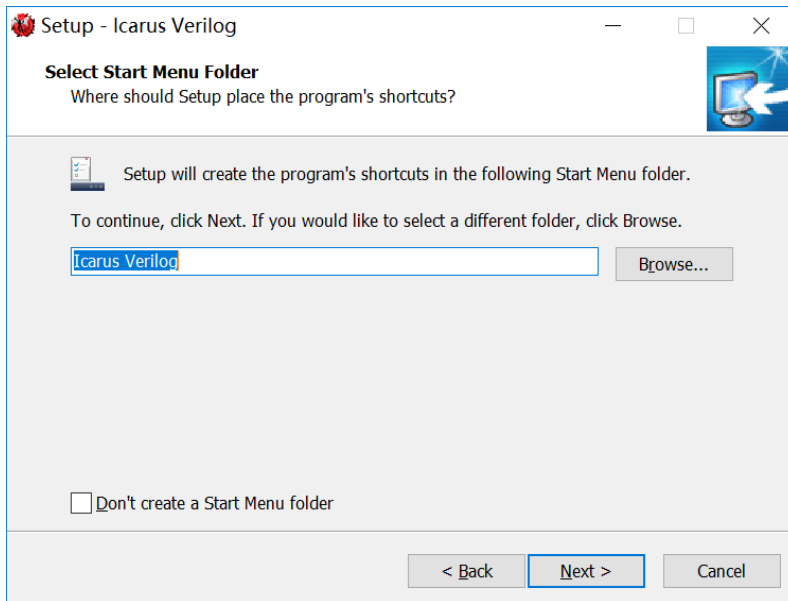 Setup - Icarus Verilog
Select Start Menu Folder
Where should Setup place the program's shortcuts?
Setup will create the program's shortcuts in the following Start Menu folder.
To continue, click Next. If you would like to select a different folder, click Browse.
Icarus Verilog
Browse...
Don't create a Start Menu folder
< Back
Next >
Cancel